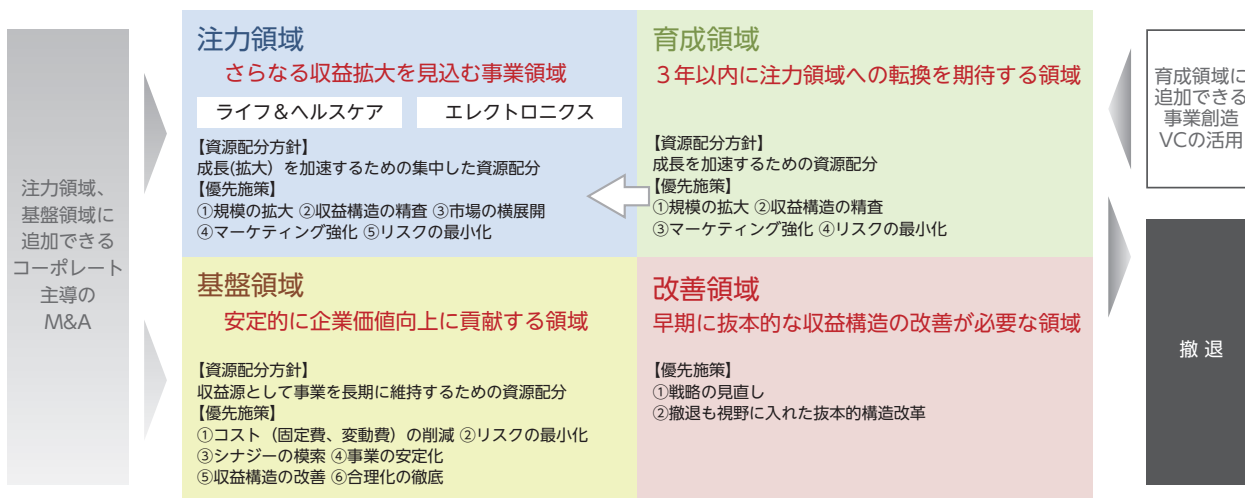 注力領域、
基盤領域に
追加できる
コーポレート
主導の
M&A
注力領域
さらなる収益拡大を見込む事業領域
ライフ&ヘルスケア
エレクトロニクス
【資源配分方針】
成長(拡大）を加速するための集中した資源配分
【優先施策】
①規模の拡大 ②収益構造の精査 ③市場の横展開
④マーケティング強化 ⑤リスクの最小化
育成領域
３年以内に注力領域への転換を期待する領域
【資源配分方針】
成長を加速するための資源配分
【優先施策】
①規模の拡大 ②収益構造の精査
③マーケティング強化 ④リスクの最小化
基盤領域
安定的に企業価値向上に貢献する領域
【資源配分方針】
収益源として事業を長期に維持するための資源配分
【優先施策】
①コスト（固定費、変動費）の削減 ②リスクの最小化
③シナジーの模索 ④事業の安定化
⑤収益構造の改善 ⑥合理化の徹底
改善領域
早期に抜本的な収益構造の改善が必要な領域
【優先施策】
①戦略の見直し
②撤退も視野に入れた抜本的構造改革
育成領域に
追加できる
事業創造
VCの活用
撤 退